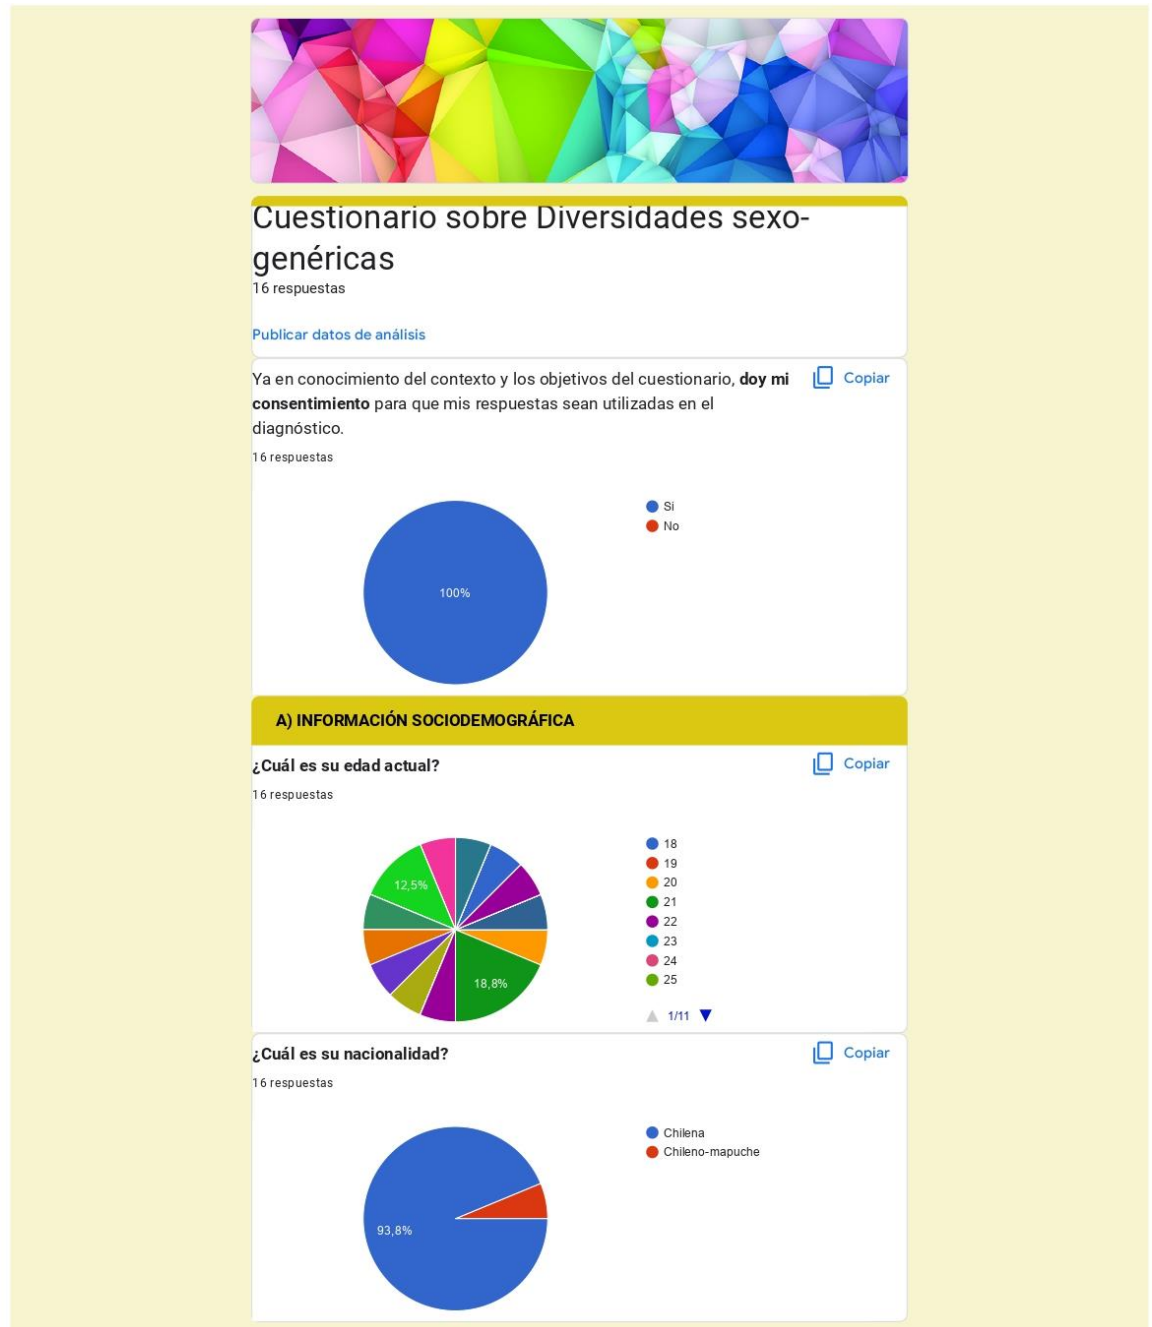 Cuestionario sobre Diversidades sexo-
genéricas
16 respuestas
Publicar datos de análisis
Ya en conocimiento del contexto y los objetivos del cuestionario, doy mi
consentimiento para que mis respuestas sean utilizadas en el
diagnóstico.
Copiar
16 respuestas
Si
No
100%
A) INFORMACIÓN SOCIODEMOGRÁFICA
¿Cuál es su edad actual?
Copiar
16 respuestas
12,5%
18,8%
18
19
20
21
22
23
24
25
1/11
¿Cuál es su nacionalidad?
Copiar
16 respuestas
Chilena
Chileno-mapuche
93,8%